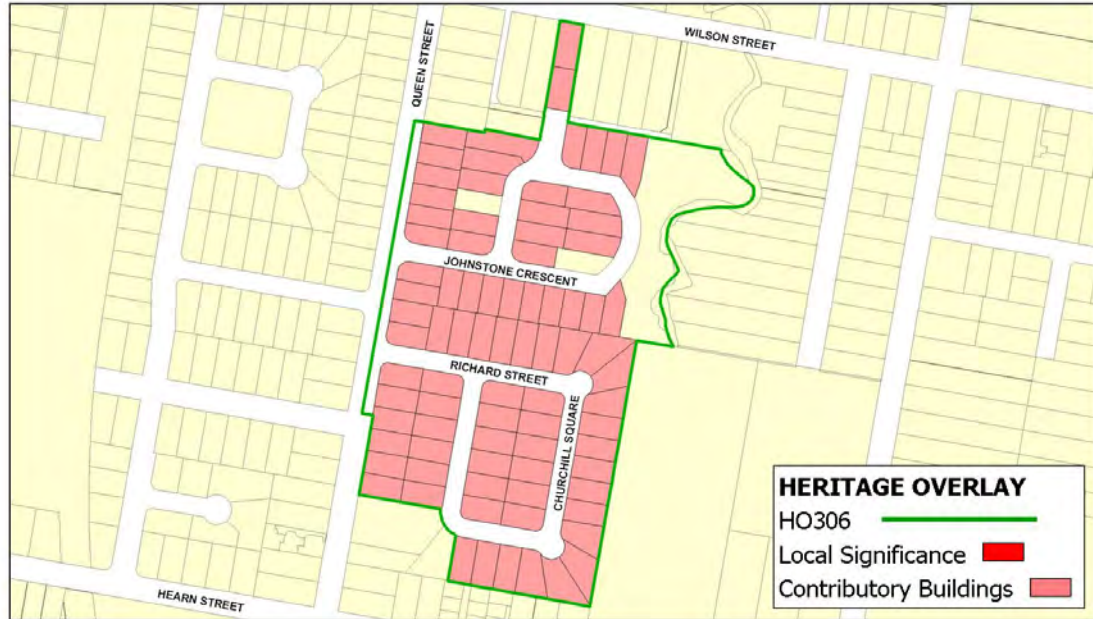 WILSON STREET
QUEEN STREET
JOHNSTONE CRESCENT
RICHARD STREET
CHURCHILL SQUARE
HEARN STREET
HERITAGE OVERLAY
HO306
Local Significance
Contributory Buildings